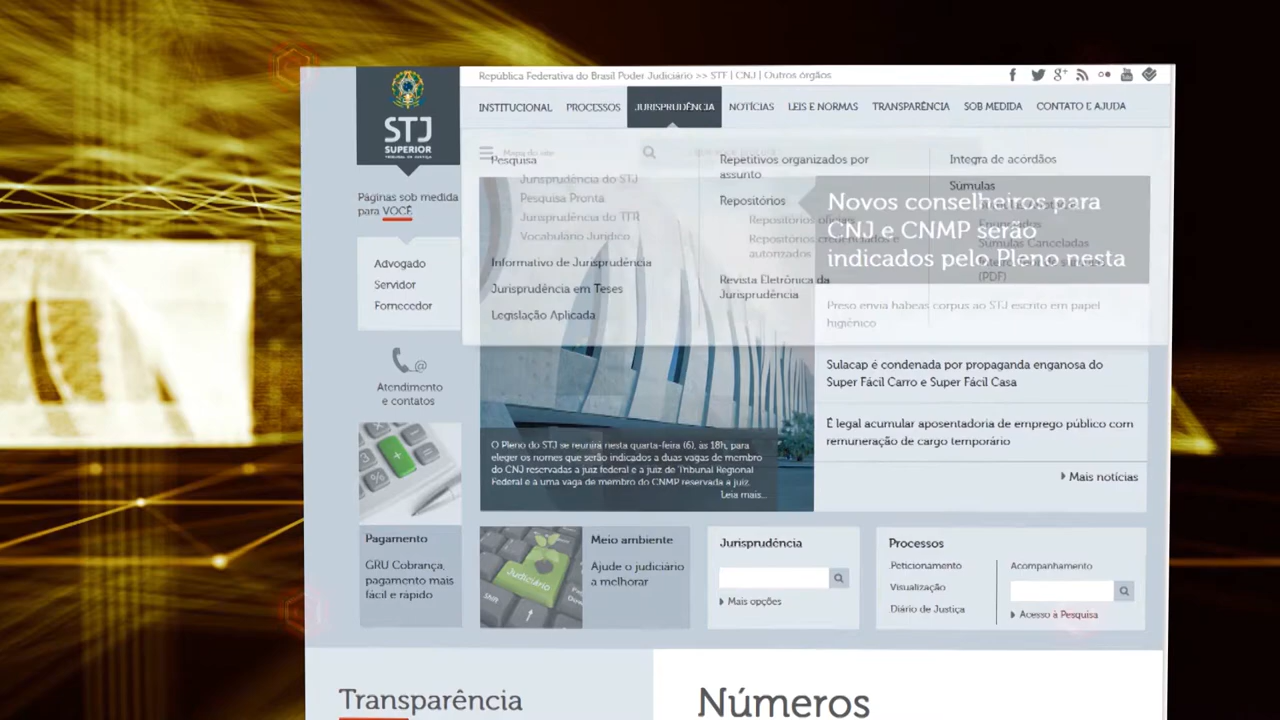 República Federativa do Brasil Poder Judiciário >> STF | CNJ | Outros órgãos
STJ
SUPERIOR
TRIBUNAL DE JUSTIÇA
INSTITUCIONAL PROCESSOS JURISPRUDÊNCIA NOTÍCIAS LEIS E NORMAS TRANSPARÊNCIA SOB MEDIDA CONTATO E AJUDA
Mapa do site
Pesquisa
Jurisprudência do STJ
Pesquisa Pronta
Jurisprudência do TFR
Vocabulário Jurídico
Informativo de Jurisprudência
Jurisprudência em Teses
Legislação Aplicada
Repetitivos organizados por
assunto
Repositórios
Repositórios oficiais
Repositórios credenciados e
autorizados
Revista Eletrônica da
Jurisprudência
Íntegra de acórdãos
Súmulas
Súmulas Canceladas
(PDF)
Novos conselheiros para
CNJ e CNMP serão
indicados pelo Pleno nesta
Preso envia habeas corpus ao STJ escrito em papel
higiênico
Sulacap é condenada por propaganda enganosa do
Super Fácil Carro e Super Fácil Casa
É legal acumular aposentadoria de emprego público com
remuneração de cargo temporário
Mais notícias
O Pleno do STJ se reunirá nesta quarta-feira (6), às 18h, para
eleger os nomes que serão indicados a duas vagas de membro
do CNJ reservadas a juiz federal e a juiz de Tribunal Regional
Federal e a uma vaga de membro do CNMP reservada a juiz.
Leia mais...
Páginas sob medida
para VOCÊ
Advogado
Servidor
Fornecedor
Atendimento
e contatos
Pagamento
GRU Cobrança,
pagamento mais
fácil e rápido
Judiciário
Shift
Meio ambiente
Ajude o judiciário
a melhorar
Jurisprudência
Mais opções
Processos
Peticionamento
Visualização
Diário de Justiça
Acompanhamento
Acesso à Pesquisa
Transparência
Números